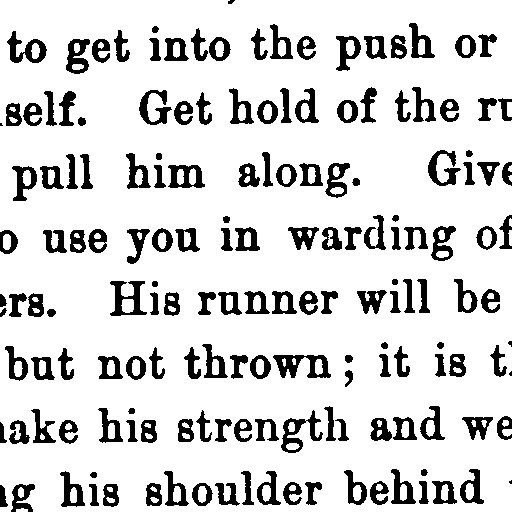 to get into the push or
self. Get hold of the ru
pull him along. Give
o use you in warding of
ers. His runner will be
but not thrown; it is th
ake his strength and we
ng his shoulder behind